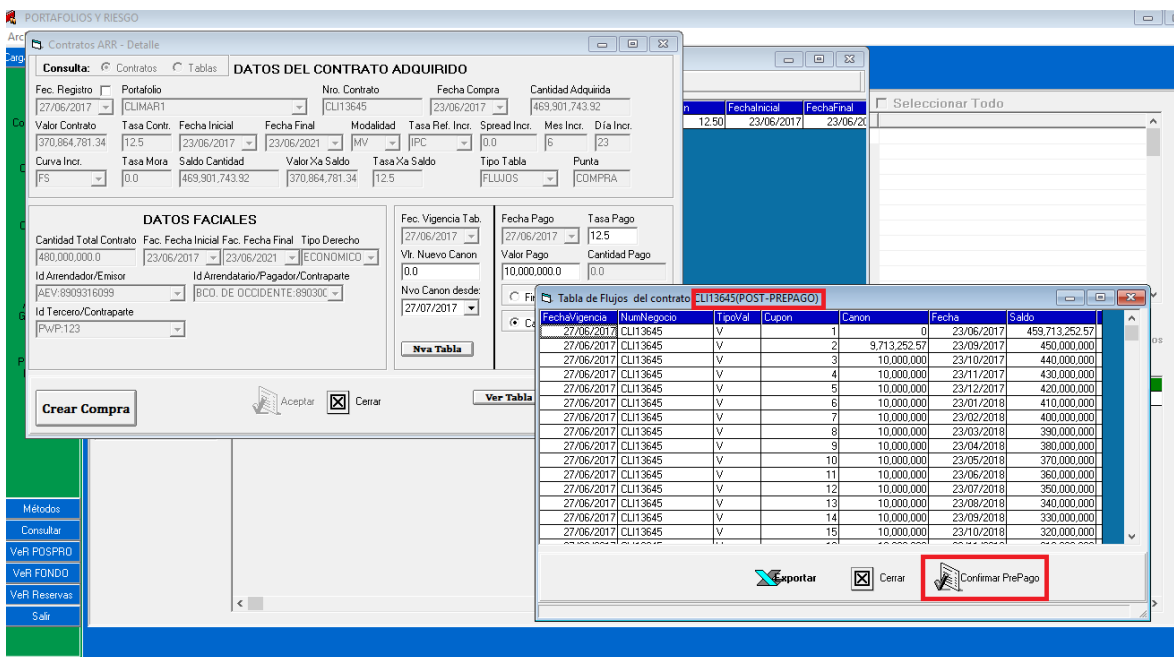 PORTAFOLIOS Y RIESGO
Contratos ARR - Detalle
Consulta: Contratos Tablas DATOS DEL CONTRATO ADQUIRIDO
Fec. Registro Portafolio Nro. Contrato Fecha Compra Cantidad Adquirida
27/06/2017 CLIMAR1 CLI13645 23/06/2017 469,901,743.92
Valor Contrato Tasa Contr. Fecha Inicial Fecha Final Modalidad Tasa Ref. Incr. Spread Incr. Mes Incr. Día Incr.
370,864,781.34 12.5 23/06/2017 23/06/2021 MV IPC 0.0 6 23
Curva Incr. Tasa Mora Saldo Cantidad Valor Xa Saldo Tasa Xa Saldo Tipo Tabla Punta
FS 0.0 469,901,743.92 370,864,781.34 12.5 FLUJOS COMPRA
FechaInicial FechaFinal
12.50 23/06/2017 23/06/20
Seleccionar Todo
DATOS FACIALES
Cantidad Total Contrato Fac. Fecha Inicial Fac. Fecha Final Tipo Derecho
480,000,000.0 23/06/2017 23/06/2021 ECONOMICO
Id Arrendador/Emisor Id Arrendatario/Pagador/Contraparte
AEV:8909316099 BCO. DE OCCIDENTE:89030
Id Tercero/Contraparte
PWP:123
Fec. Vigencia Tab.
27/06/2017
Vlr. Nuevo Canon
0.0
Nvo Canon desde:
27/07/2017
Nva Tabla
Fecha Pago Tasa Pago
27/06/2017 12.5
Valor Pago Cantidad Pago
10,000,000.0 0.0
Crear Compra Aceptar Cerrar Ver Tabla
Tabla de Flujos del contrato CLI13645(POST-PREPAGO)
FechaVigencia NumNegocio TipoVal Cupon Canon Fecha Saldo
27/06/2017 CLI13645 V 1 0 23/06/2017 459,713,252.57
27/06/2017 CLI13645 V 2 9,713,252.57 23/09/2017 450,000,000
27/06/2017 CLI13645 V 3 10,000,000 23/10/2017 440,000,000
27/06/2017 CLI13645 V 4 10,000,000 23/11/2017 430,000,000
27/06/2017 CLI13645 V 5 10,000,000 23/12/2017 420,000,000
27/06/2017 CLI13645 V 6 10,000,000 23/01/2018 410,000,000
27/06/2017 CLI13645 V 7 10,000,000 23/02/2018 400,000,000
27/06/2017 CLI13645 V 8 10,000,000 23/03/2018 390,000,000
27/06/2017 CLI13645 V 9 10,000,000 23/04/2018 380,000,000
27/06/2017 CLI13645 V 10 10,000,000 23/05/2018 370,000,000
27/06/2017 CLI13645 V 11 10,000,000 23/06/2018 360,000,000
27/06/2017 CLI13645 V 12 10,000,000 23/07/2018 350,000,000
27/06/2017 CLI13645 V 13 10,000,000 23/08/2018 340,000,000
27/06/2017 CLI13645 V 14 10,000,000 23/09/2018 330,000,000
27/06/2017 CLI13645 V 15 10,000,000 23/10/2018 320,000,000
Exportar Cerrar Confirmar PrePago
Métodos
Consultar
VeR POSPRO
VeR FONDO
VeR Reservas
Salir